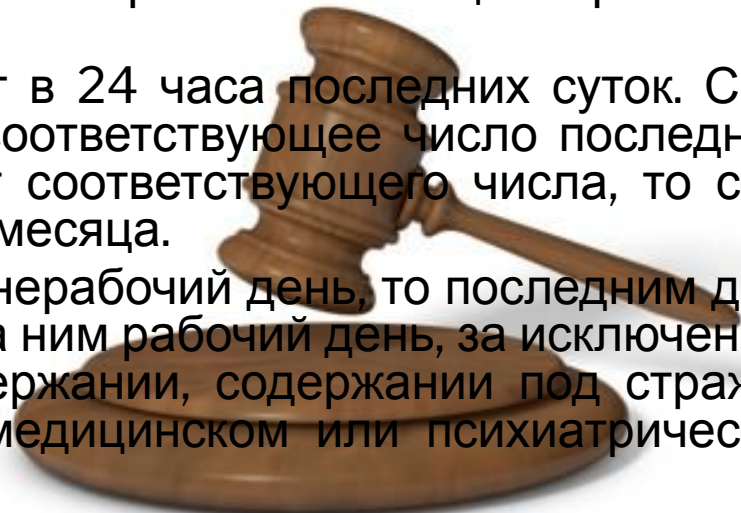 т в 24 часа последних суток. С
соответствующее число последн
т соответствующего числа, то с
месяца.
нерабочий день, то последним д
а ним рабочий день, за исключен
ержании, содержании под страж
медицинском или психиатричес